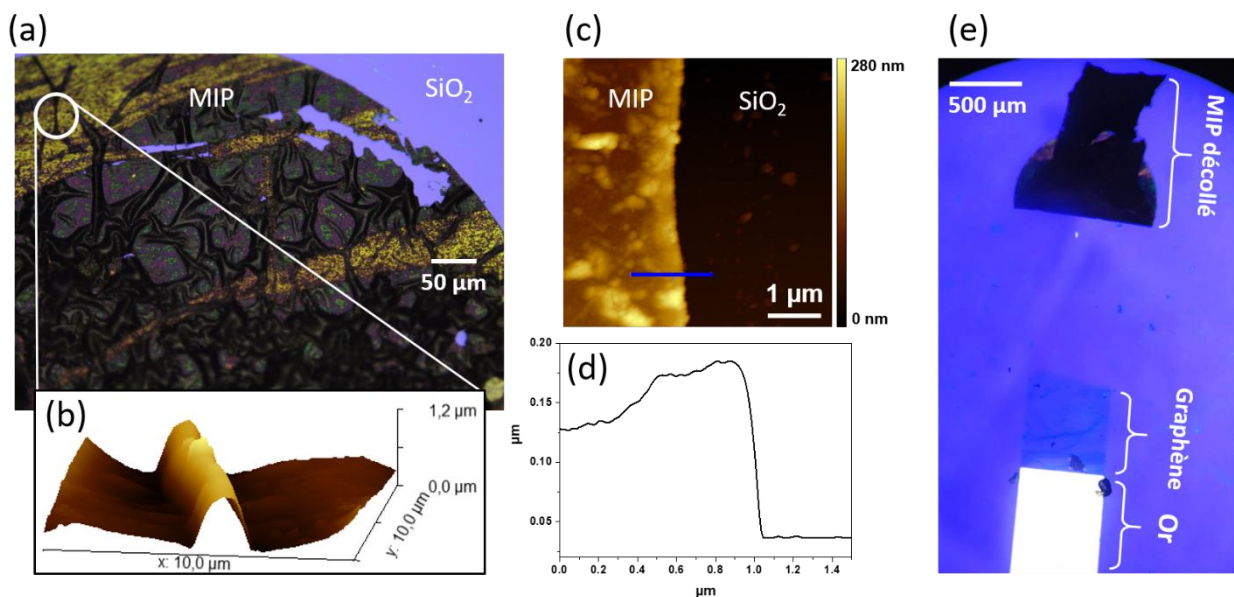 (a)
MIP
SiO₂
50 µm
(b)
1,2 µm
0,0 µm
x: 10,0 µm
y: 10,0 µm
(c)
MIP
SiO₂
1 µm
280 nm
0 nm
(d)
0.20
0.15
0.10
0.05
µm
0.0 0.2 0.4 0.6 0.8 1.0 1.2 1.4
µm
(e)
500 µm
MIP décollé
Graphène
Or